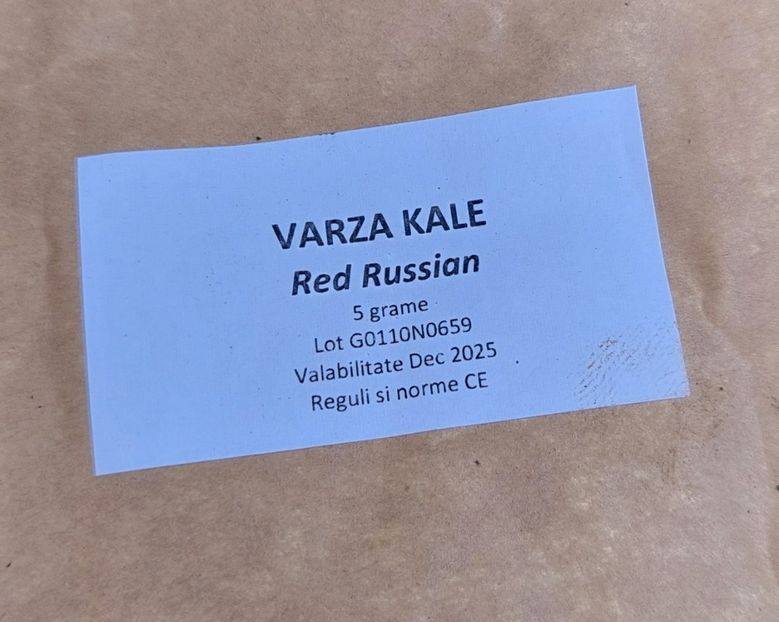 VARZA KALE
Red Russian
5 grame
Lot G0110N0659
Valabilitate Dec 2025
Reguli si norme CE